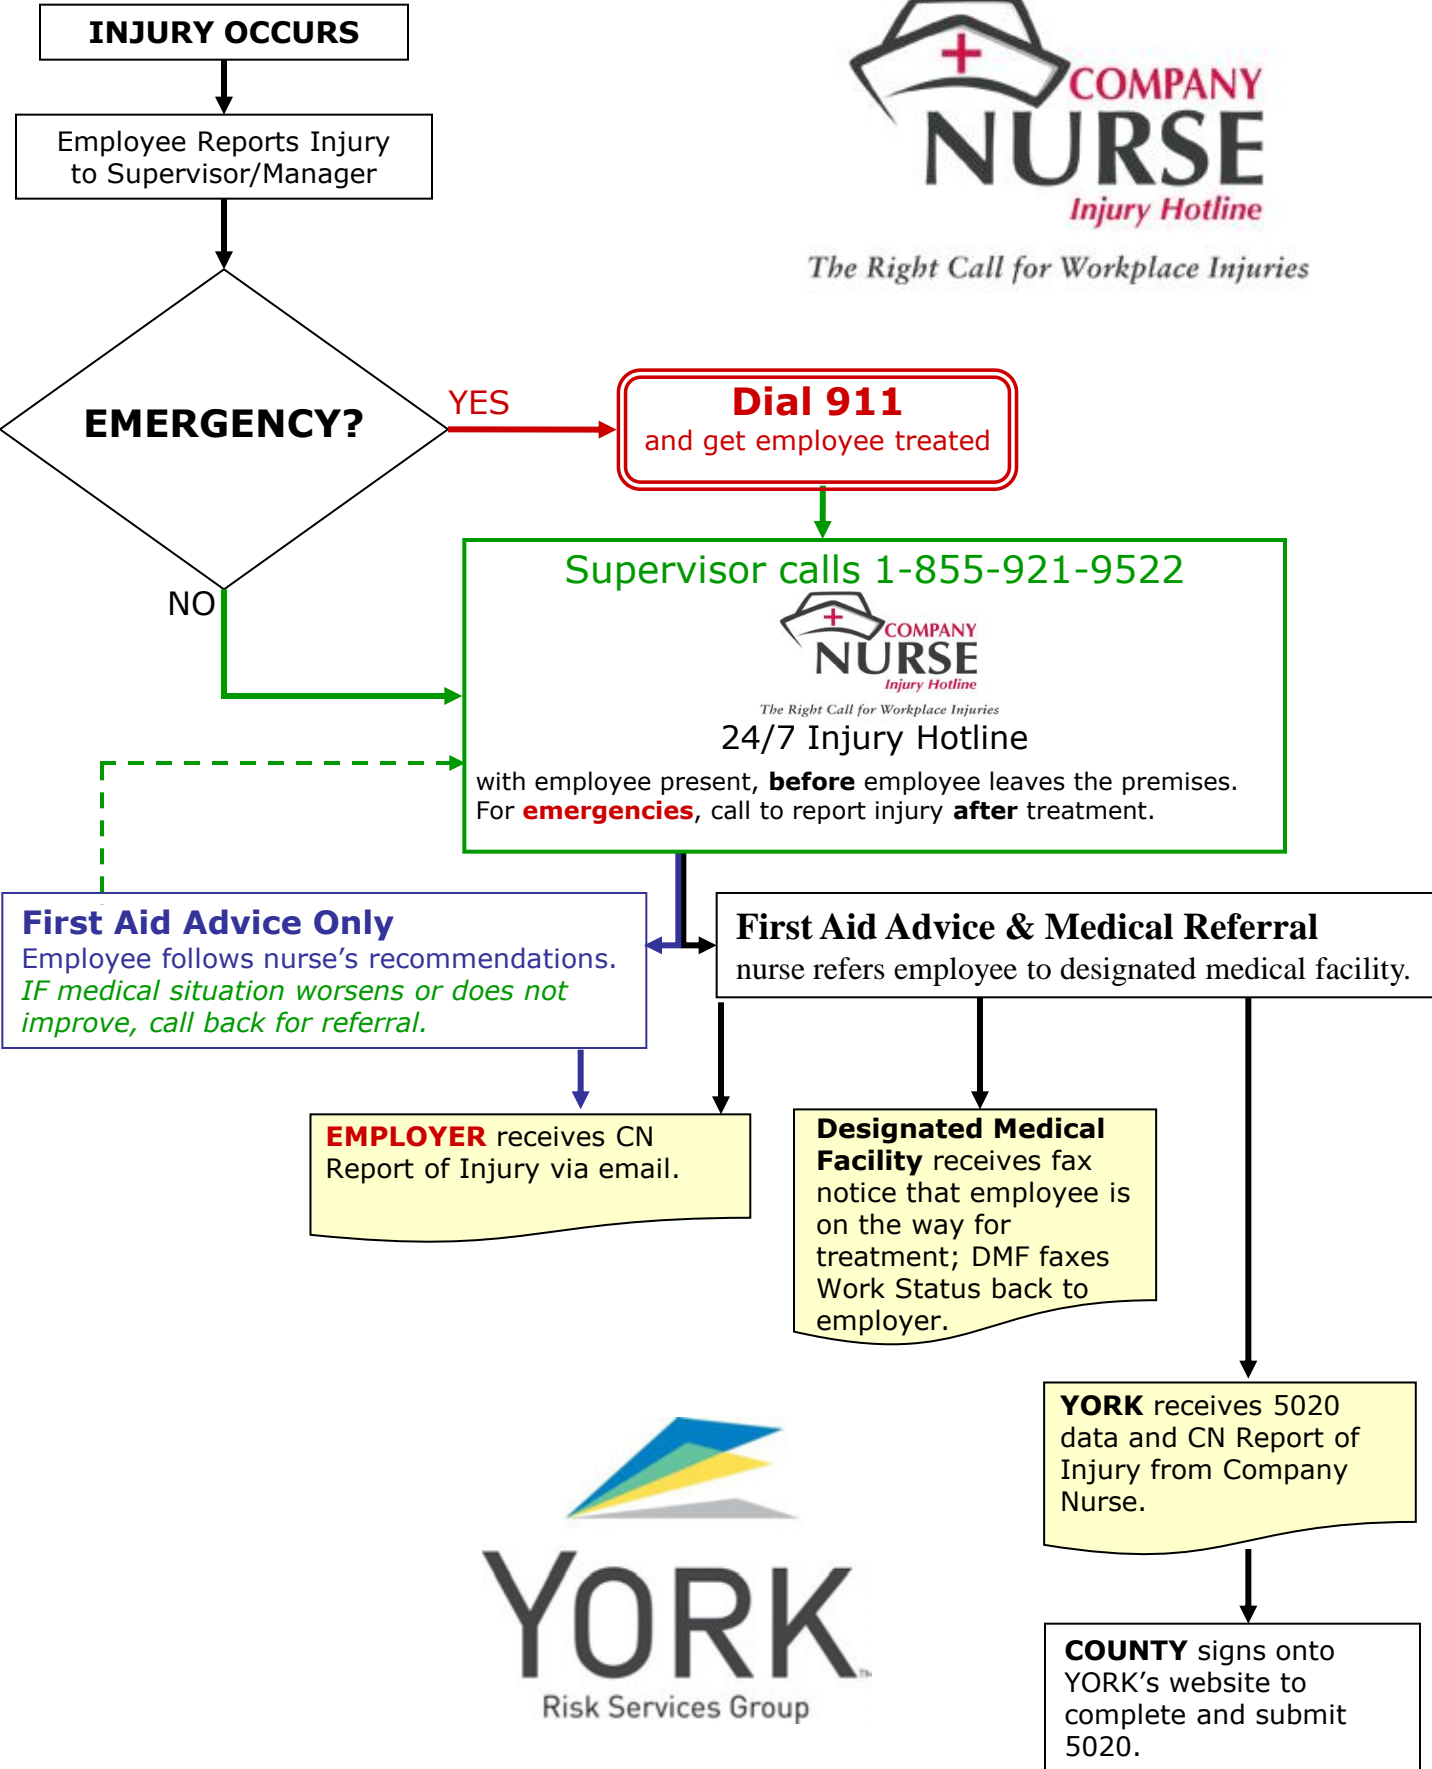 INJURY OCCURS
COMPANY
NURSE
Injury Hotline
The Right Call for Workplace Injuries
Employee Reports Injury
to Supervisor/Manager
EMERGENCY?
YES
Dial 911
and get employee treated
NO
Supervisor calls 1-855-921-9522
COMPANY
NURSE
Injury Hotline
The Right Call for Workplace Injuries
24/7 Injury Hotline
with employee present, before employee leaves the premises.
For emergencies, call to report injury after treatment.
First Aid Advice Only
Employee follows nurse’s recommendations.
IF medical situation worsens or does not
improve, call back for referral.
First Aid Advice & Medical Referral
nurse refers employee to designated medical facility.
EMPLOYER receives CN
Report of Injury via email.
Designated Medical
Facility receives fax
notice that employee is
on the way for
treatment; DMF faxes
Work Status back to
employer.
YORK receives 5020
data and CN Report of
Injury from Company
Nurse.
YORK
Risk Services Group
COUNTY signs onto
YORK’s website to
complete and submit
5020.